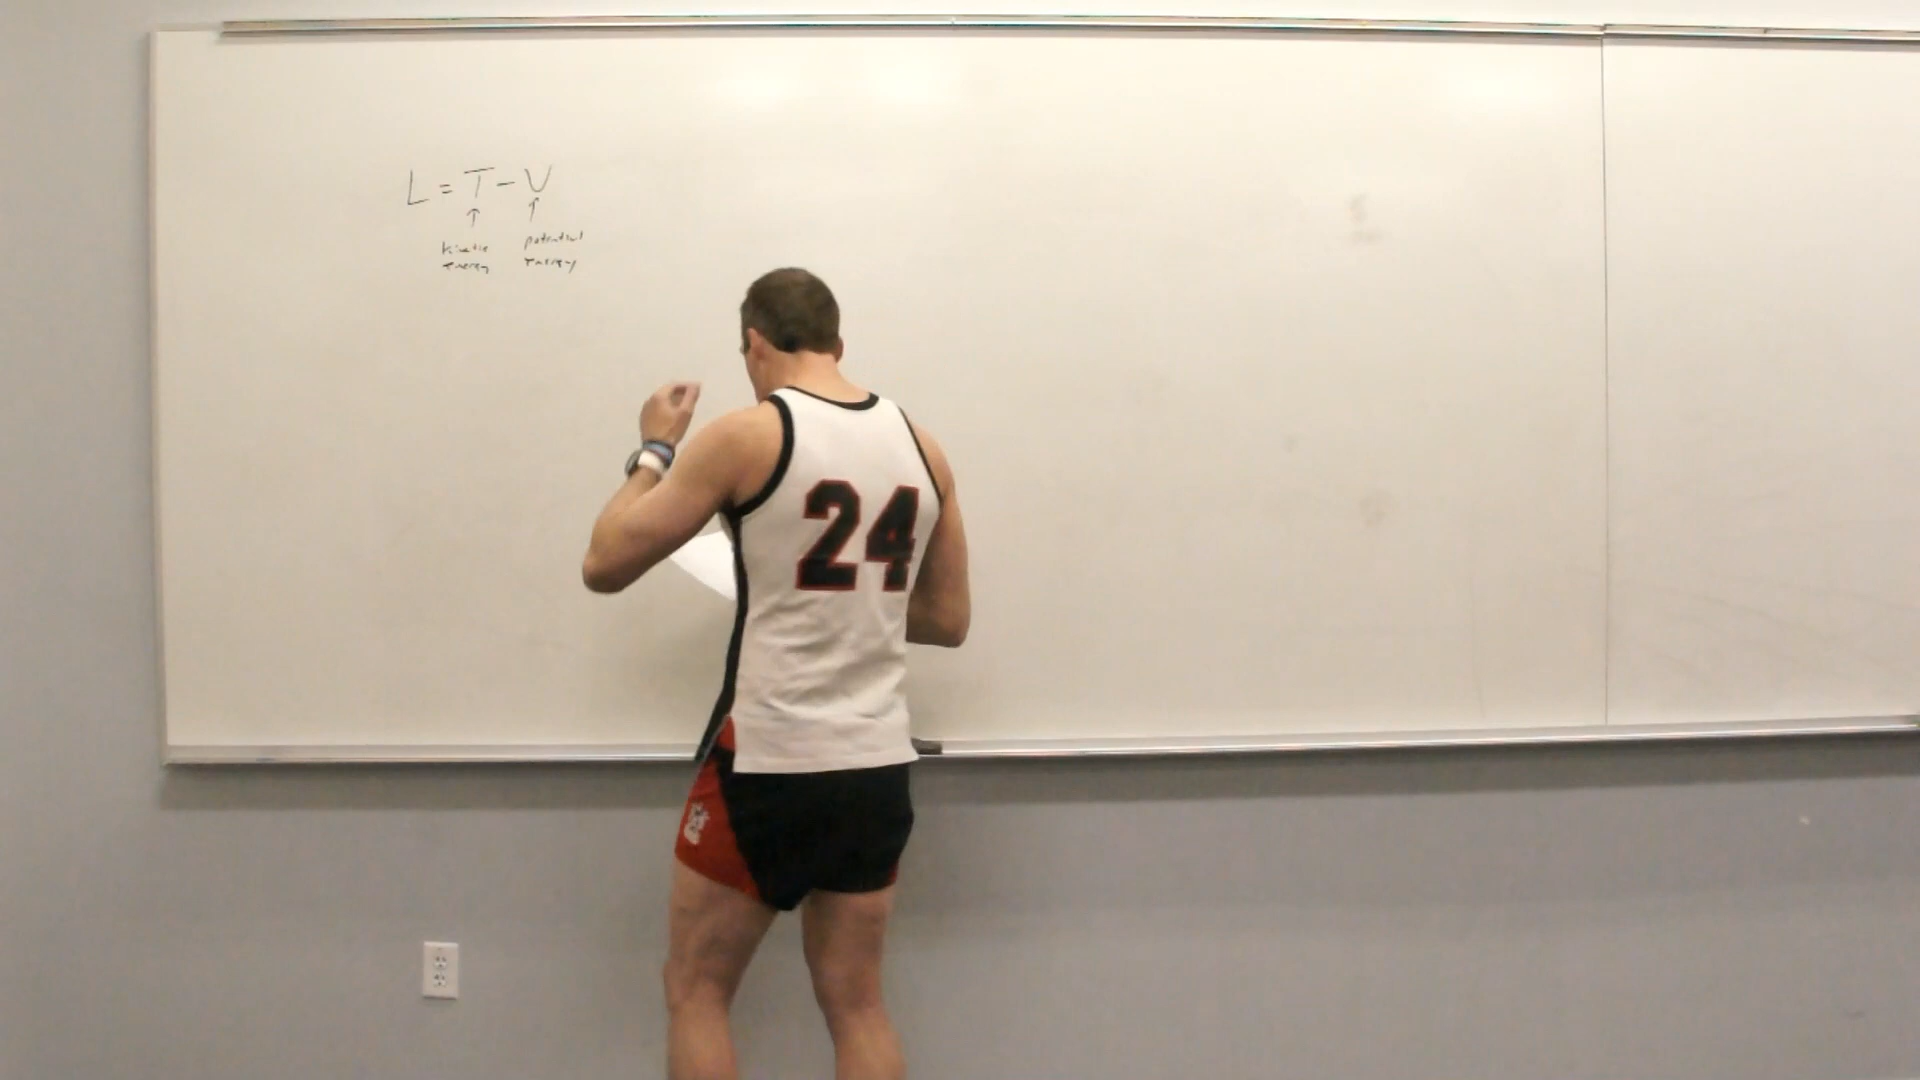 L = T - V
↑ ↑
kinetic potential
energy energy
24